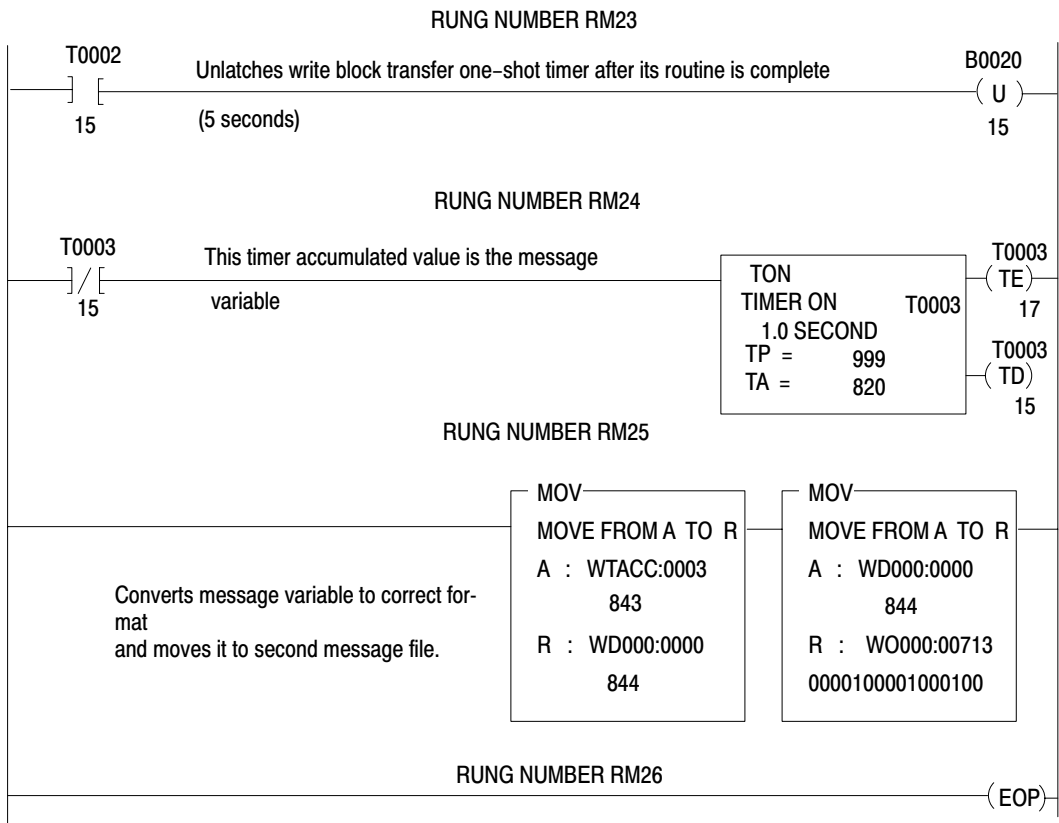 RUNG NUMBER RM23
T0002
Unlatches write block transfer one-shot timer after its routine is complete
B0020
] [
( U )
15
(5 seconds)
15
RUNG NUMBER RM24
T0003
This timer accumulated value is the message
T0003
]/[
variable
15
TON
TIMER ON T0003
1.0 SECOND
TP = 999
TA = 820
(TE)
17
T0003
(TD)
15
RUNG NUMBER RM25
MOV
MOVE FROM A TO R
A : WTACC:0003
843
R : WD000:0000
844
MOV
MOVE FROM A TO R
A : WD000:0000
844
R : WO000:00713
0000100001000100
Converts message variable to correct for-
mat
and moves it to second message file.
RUNG NUMBER RM26
(EOP)